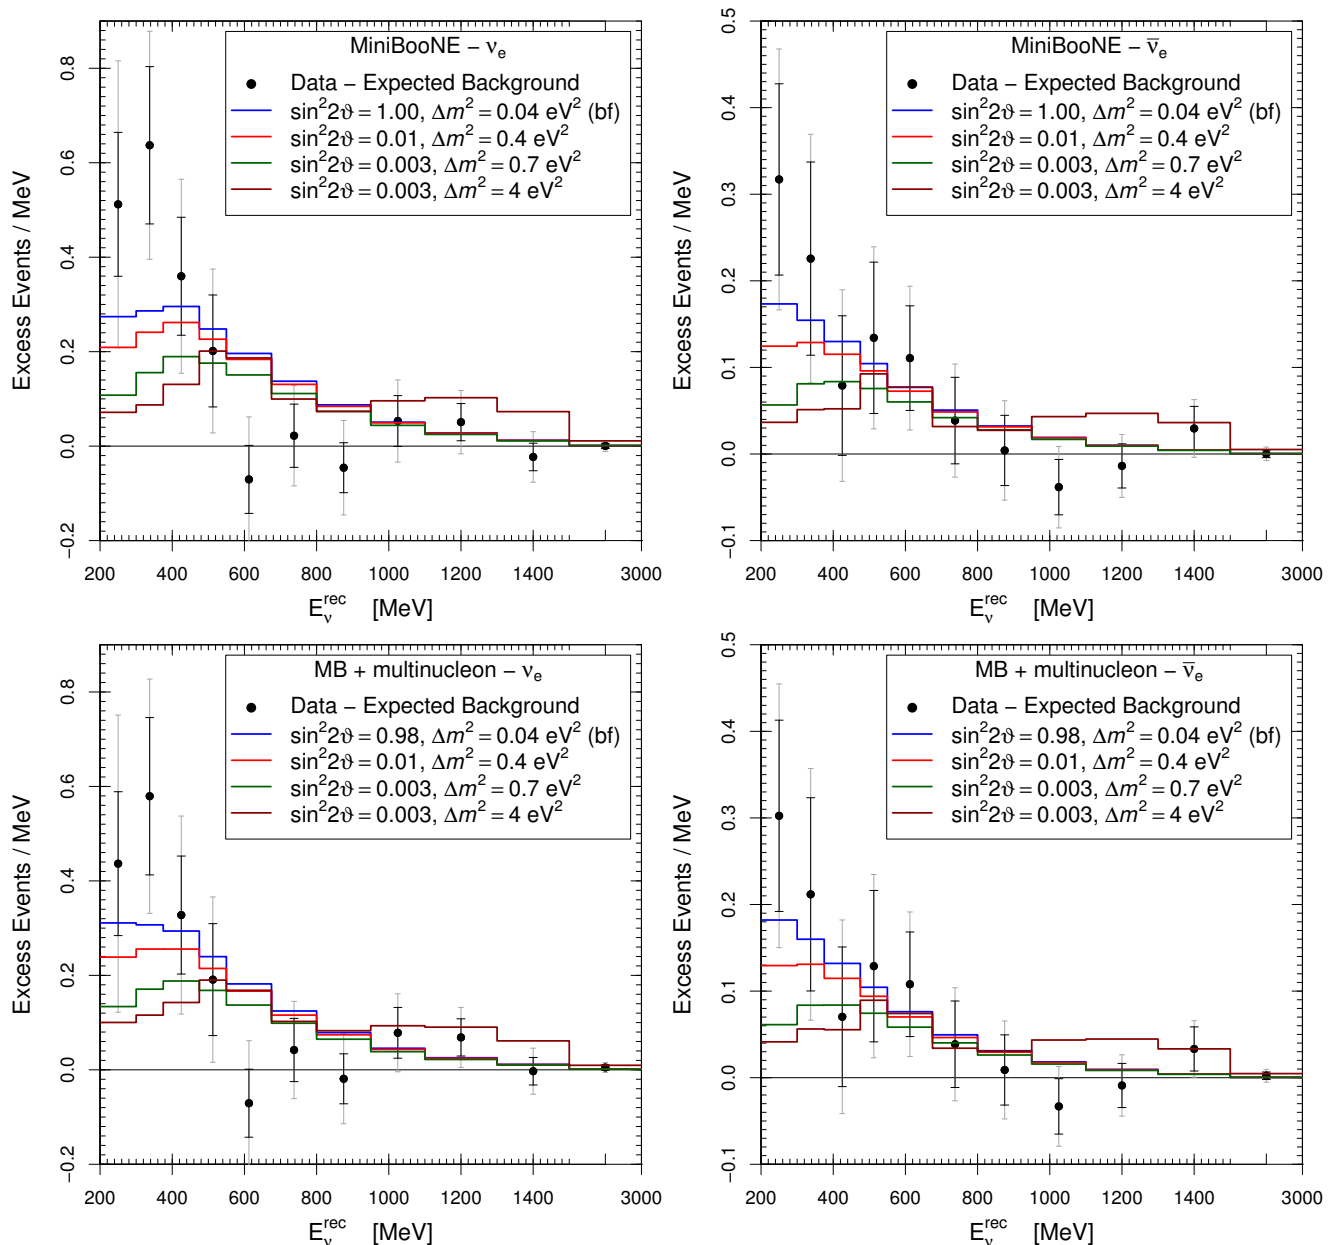 MiniBooNE − νe
Data − Expected Background
sin²2ϑ = 1.00, Δm² = 0.04 eV² (bf)
sin²2ϑ = 0.01, Δm² = 0.4 eV²
sin²2ϑ = 0.003, Δm² = 0.7 eV²
sin²2ϑ = 0.003, Δm² = 4 eV²
Excess Events / MeV
0.8
0.6
0.4
0.2
0.0
−0.2
200 400 600 800 1000 1200 1400 3000
E_ν^rec [MeV]
MiniBooNE − ν̅e
Data − Expected Background
sin²2ϑ = 1.00, Δm² = 0.04 eV² (bf)
sin²2ϑ = 0.01, Δm² = 0.4 eV²
sin²2ϑ = 0.003, Δm² = 0.7 eV²
sin²2ϑ = 0.003, Δm² = 4 eV²
Excess Events / MeV
0.5
0.4
0.3
0.2
0.1
0.0
−0.1
200 400 600 800 1000 1200 1400 3000
E_ν^rec [MeV]
MB + multinucleon − νe
Data − Expected Background
sin²2ϑ = 0.98, Δm² = 0.04 eV² (bf)
sin²2ϑ = 0.01, Δm² = 0.4 eV²
sin²2ϑ = 0.003, Δm² = 0.7 eV²
sin²2ϑ = 0.003, Δm² = 4 eV²
Excess Events / MeV
0.8
0.6
0.4
0.2
0.0
−0.2
200 400 600 800 1000 1200 1400 3000
E_ν^rec [MeV]
MB + multinucleon − ν̅e
Data − Expected Background
sin²2ϑ = 0.98, Δm² = 0.04 eV² (bf)
sin²2ϑ = 0.01, Δm² = 0.4 eV²
sin²2ϑ = 0.003, Δm² = 0.7 eV²
sin²2ϑ = 0.003, Δm² = 4 eV²
Excess Events / MeV
0.5
0.4
0.3
0.2
0.1
0.0
−0.1
200 400 600 800 1000 1200 1400 3000
E_ν^rec [MeV]